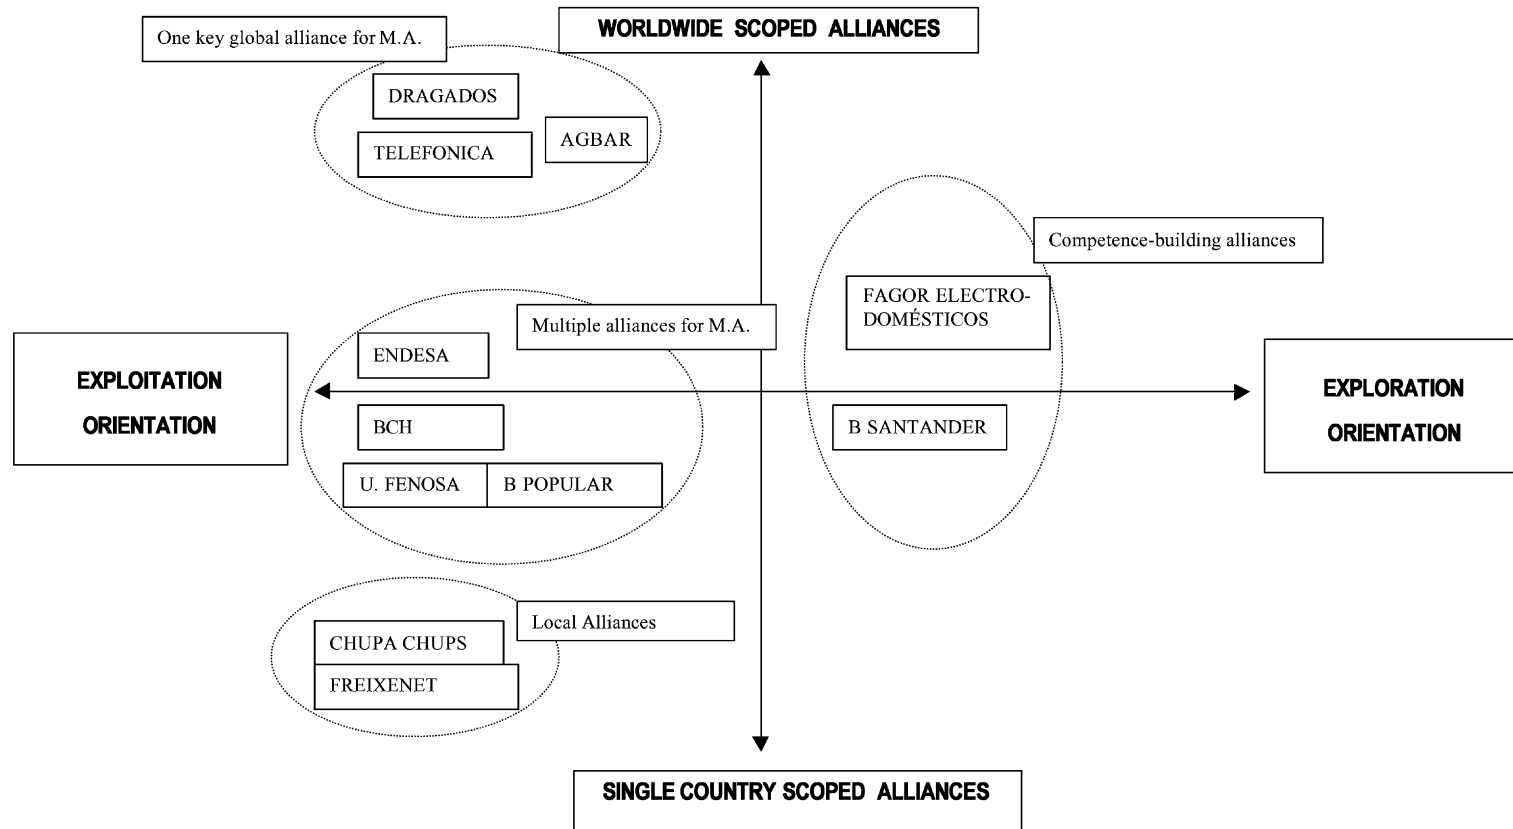 WORLDWIDE SCOPED ALLIANCES
One key global alliance for M.A.
DRAGADOS
AGBAR
TELEFONICA
Competence-building alliances
FAGOR ELECTRO-
DOMÉSTICOS
Multiple alliances for M.A.
ENDESA
EXPLOITATION
ORIENTATION
EXPLORATION
ORIENTATION
BCH
B SANTANDER
U. FENOSA
B POPULAR
Local Alliances
CHUPA CHUPS
FREIXENET
SINGLE COUNTRY SCOPED ALLIANCES